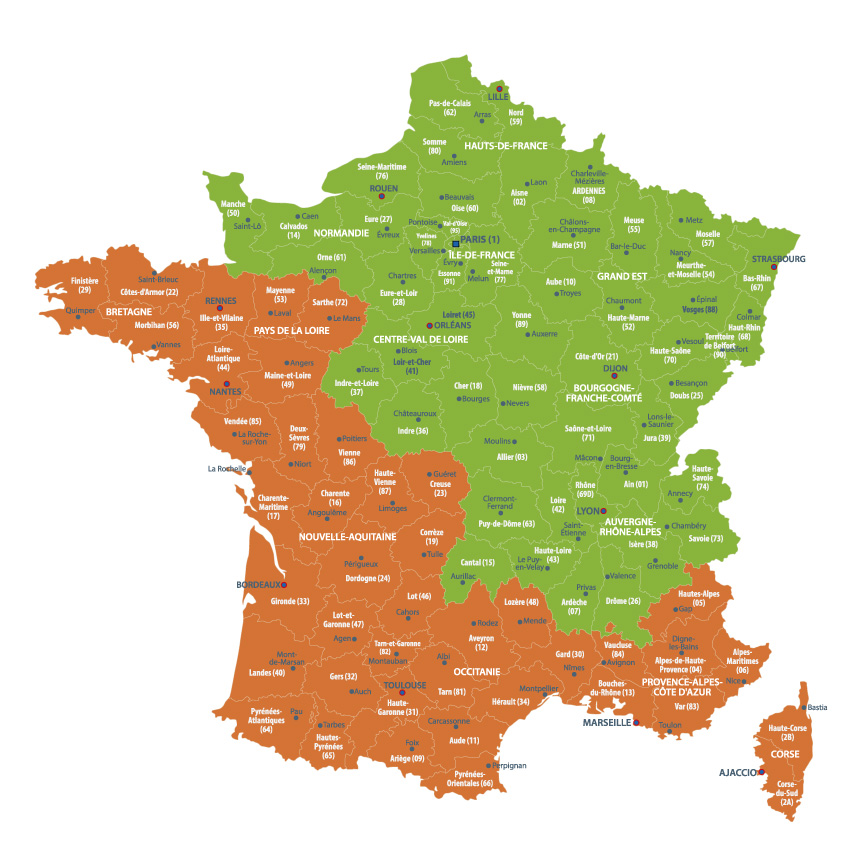 LILLE
Pas-de-Calais
(62)
Nord
(59)
Arras
Somme
(80)
HAUTS-DE-FRANCE
Amiens
Seine-Maritime
(76)
ROUEN
Beauvais
Oise (60)
Aisne
(02)
Laon
Charleville-
Mézières
ARDENNES
(08)
Manche
(50)
Saint-Lô
Caen
Calvados
(14)
NORMANDIE
Eure (27)
Évreux
Orne (61)
Alençon
Pontoise
Val-d'Oise
(95)
Yvelines
(78)
PARIS (1)
Versailles
ÎLE-DE-FRANCE
Évry
Essonne
(91)
Melun
Seine-
et-Marne
(77)
Châlons-
en-Champagne
Marne (51)
Meuse
(55)
Bar-le-Duc
Metz
Moselle
(57)
Nancy
Meurthe-
et-Moselle (54)
STRASBOURG
Bas-Rhin
(67)
GRAND EST
Aube (10)
Troyes
Chaumont
Haute-Marne
(52)
Épinal
Vosges (88)
Colmar
Haut-Rhin
(68)
Territoire
de Belfort
(90)
Belfort
Vesoul
Haute-Saône
(70)
Finistère
(29)
Quimper
Saint-Brieuc
Côtes-d'Armor (22)
BRETAGNE
Morbihan (56)
Vannes
RENNES
Ille-et-Vilaine
(35)
Mayenne
(53)
Laval
Sarthe (72)
Le Mans
PAYS DE LA LOIRE
Loire-
Atlantique
(44)
NANTES
Angers
Maine-et-Loire
(49)
Vendée (85)
La Roche-
sur-Yon
Chartres
Eure-et-Loir
(28)
Loiret (45)
ORLÉANS
CENTRE-VAL DE LOIRE
Blois
Loir-et-Cher
(41)
Tours
Indre-et-Loire
(37)
Cher (18)
Bourges
Châteauroux
Indre (36)
Yonne
(89)
Auxerre
Côte-d'Or (21)
DIJON
Nièvre (58)
Nevers
BOURGOGNE-
FRANCHE-COMTÉ
Besançon
Doubs (25)
Lons-le-
Saunier
Jura (39)
Saône-et-Loire
(71)
Mâcon
Moulins
Allier (03)
Bourg-
en-Bresse
Ain (01)
Haute-
Savoie
(74)
Annecy
Rhône
(690)
LYON
Loire
(42)
Saint-
Étienne
Clermont-
Ferrand
Puy-de-Dôme (63)
AUVERGNE-
RHÔNE-ALPES
Chambéry
Savoie (73)
Isère (38)
Grenoble
Haute-Loire
(43)
Le Puy-
en-Velay
Cantal (15)
Aurillac
Valence
Privas
Ardèche
(07)
Drôme (26)
Deux-
Sèvres
(79)
Niort
Poitiers
Vienne
(86)
La Rochelle
Charente-
Maritime
(17)
Charente
(16)
Angoulême
Haute-
Vienne
(87)
Limoges
Guéret
Creuse
(23)
NOUVELLE-AQUITAINE
Corrèze
(19)
Tulle
Périgueux
Dordogne (24)
BORDEAUX
Gironde (33)
Lot-et-
Garonne (47)
Agen
Mont-
de-Marsan
Landes (40)
Pyrénées-
Atlantiques
(64)
Pau
Lot (46)
Cahors
Tarn-et-Garonne
(82)
Montauban
Rodez
Aveyron
(12)
Lozère (48)
Mende
Albi
Tarn (81)
OCCITANIE
Gers (32)
Auch
TOULOUSE
Haute-
Garonne (31)
Tarbes
Hautes-
Pyrénées
(65)
Foix
Ariège (09)
Carcassonne
Aude (11)
Perpignan
Pyrénées-
Orientales (66)
Hérault (34)
Montpellier
Gard (30)
Nîmes
Vaucluse
(84)
Avignon
Bouches-
du-Rhône (13)
MARSEILLE
Hautes-Alpes
(05)
Gap
Digne-
les-Bains
Alpes-de-Haute-
Provence (04)
Alpes-
Maritimes
(06)
Nice
PROVENCE-ALPES-
CÔTE D'AZUR
Var (83)
Toulon
Bastia
Haute-Corse
(2B)
CORSE
AJACCIO
Corse-
du-Sud
(2A)